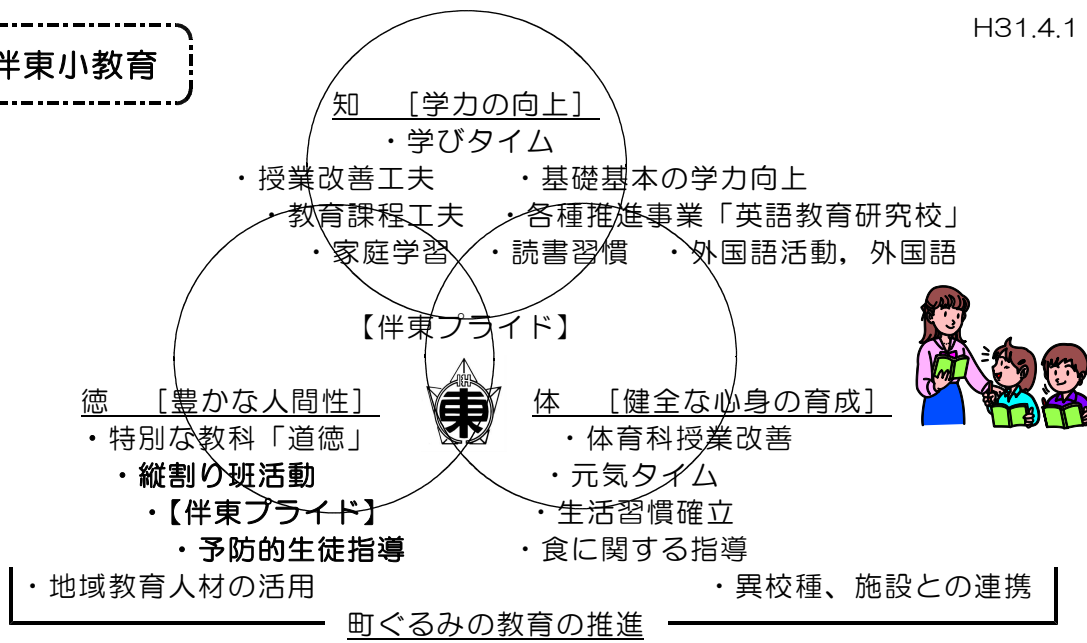 H31.4.1
伴東小教育
知　［学力の向上］
・学びタイム
・授業改善工夫　・基礎基本の学力向上
・教育課程工夫　・各種推進事業「英語教育研究校」
・家庭学習　・読書習慣　・外国語活動，外国語
【伴東プライド】
東
徳　［豊かな人間性］
・特別な教科「道徳」
・縦割り班活動
・【伴東プライド】
・予防的生徒指導
体　［健全な心身の育成］
・体育科授業改善
・元気タイム
・生活習慣確立
・食に関する指導
・地域教育人材の活用　・異校種、施設との連携
町ぐるみの教育の推進